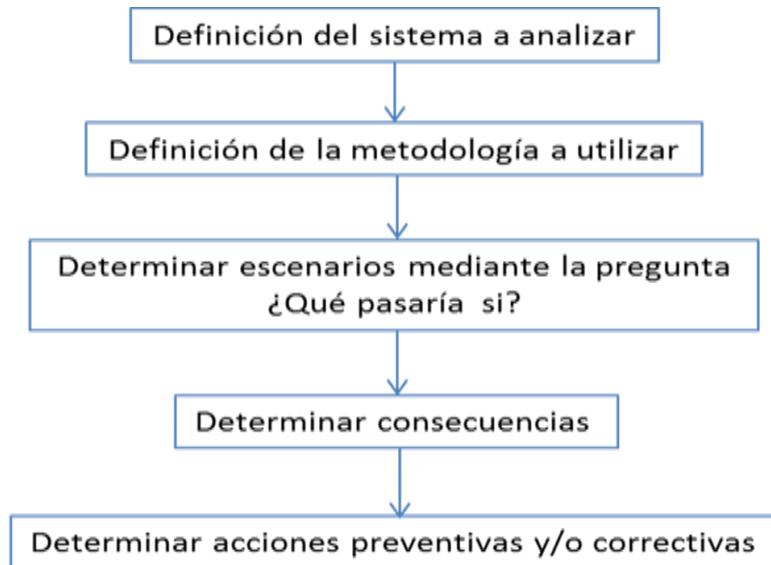 Definición del sistema a analizar
Definición de la metodología a utilizar
Determinar escenarios mediante la pregunta
¿Qué pasaría si?
Determinar consecuencias
Determinar acciones preventivas y/o correctivas